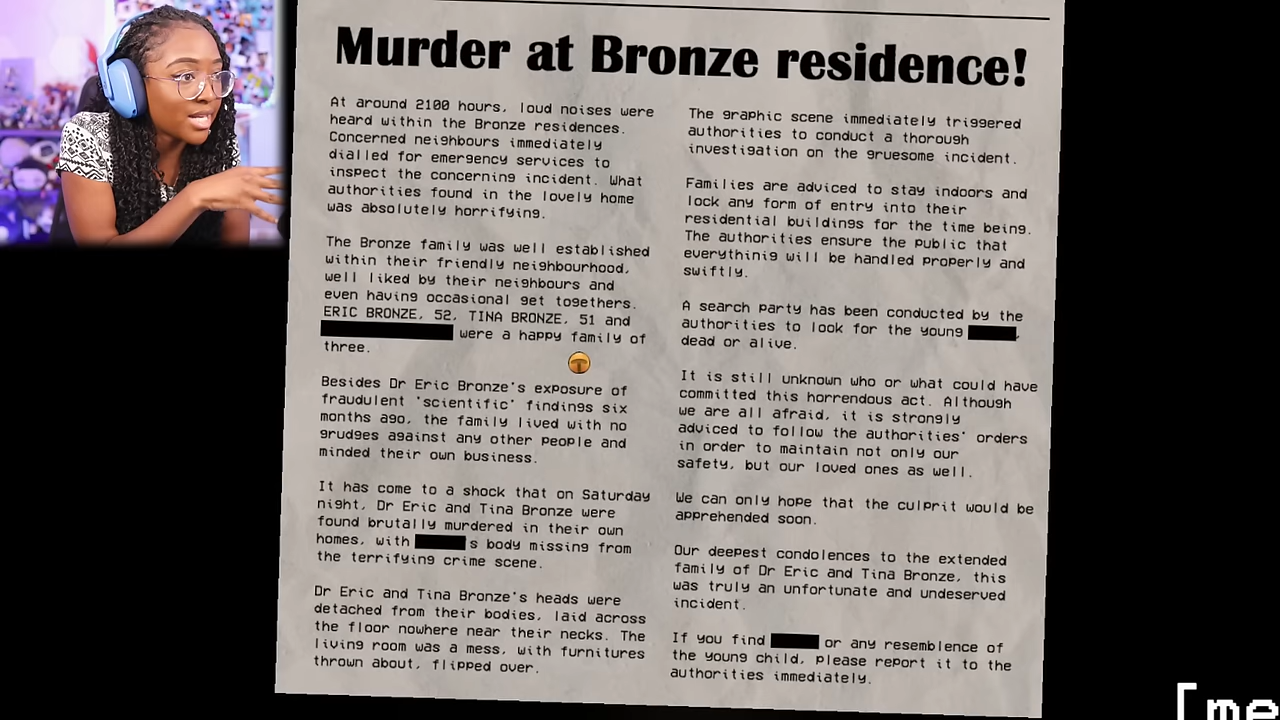 Murder at Bronze residence!
At around 2100 hours, loud noises were
heard within the Bronze residences.
Concerned neighbours immediately
dialled for emergency services to
inspect the concerning incident. What
authorities found in the lovely home
was absolutely horrifying.
The Bronze family was well established
within their friendly neighbourhood,
well liked by their neighbours and
even having occasional get togethers.
ERIC BRONZE, 52, TINA BRONZE, 51 and
were a happy family of
three.
Besides Dr Eric Bronze's exposure of
fraudulent 'scientific' findings six
months ago, the family lived with no
grudges against any other people and
minded their own business.
It has come to a shock that on Saturday
night, Dr Eric and Tina Bronze were
found brutally murdered in their own
homes, with s body missing from
the terrifying crime scene.
Dr Eric and Tina Bronze's heads were
detached from their bodies, laid across
the floor nowhere near their necks. The
living room was a mess, with furnitures
thrown about, flipped over.
The graphic scene immediately triggered
authorities to conduct a thorough
investigation on the gruesome incident.
Families are adviced to stay indoors and
lock any form of entry into their
residential buildings for the time being.
The authorities ensure the public that
everythinig will be handled properly and
swiftly.
A search party has been conducted by the
authorities to look for the young ,
dead or alive.
It is still unknown who or what could have
committed this horrendous act. Although
we are all afraid, it is strongly
adviced to follow the authorities' orders
in order to maintain not only our
safety, but our loved ones as well.
We can only hope that the culprit would be
apprehended soon.
Our deepest condolences to the extended
family of Dr Eric and Tina Bronze, this
was truly an unfortunate and undeserved
incident.
If you find or any resemblence of
the young child, please report it to the
authorities immediately.
[me